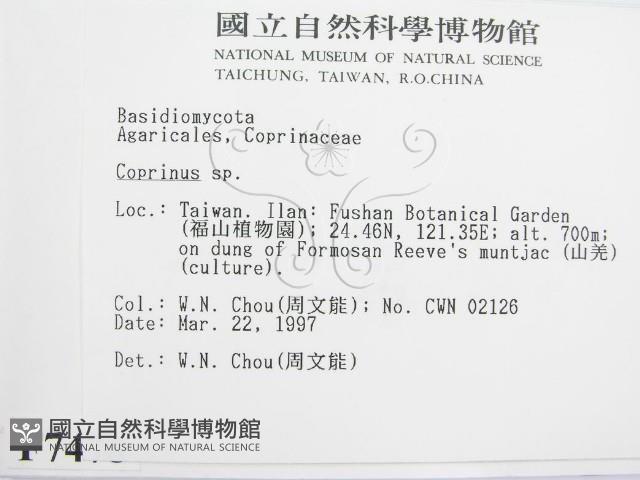 國立自然科學博物館
NATIONAL MUSEUM OF NATURAL SCIENCE
TAICHUNG, TAIWAN, R.O.CHINA
Basidiomycota
Agaricales, Coprinaceae
Coprinus sp.
Loc.: Taiwan. Ilan: Fushan Botanical Garden
(福山植物園); 24.46N, 121.35E; alt. 700m;
on dung of Formosan Reeve's muntjac (山羌)
(culture).
Col.: W.N. Chou(周文能); No. CWN 02126
Date: Mar. 22, 1997
Det.: W.N. Chou(周文能)
國立自然科學博物館
NATIONAL MUSEUM OF NATURAL SCIENCE